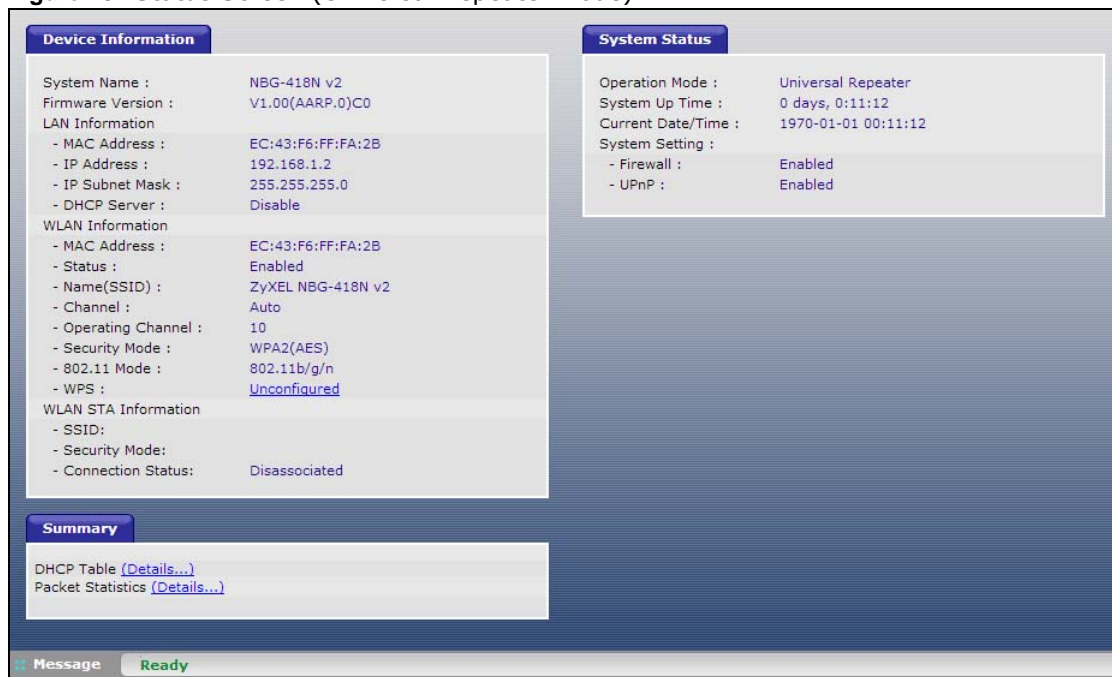 Device Information
System Name : NBG-418N v2
Firmware Version : V1.00(AARP.0)C0
LAN Information
- MAC Address : EC:43:F6:FF:FA:2B
- IP Address : 192.168.1.2
- IP Subnet Mask : 255.255.255.0
- DHCP Server : Disable
WLAN Information
- MAC Address : EC:43:F6:FF:FA:2B
- Status : Enabled
- Name(SSID) : ZyXEL NBG-418N v2
- Channel : Auto
- Operating Channel : 10
- Security Mode : WPA2(AES)
- 802.11 Mode : 802.11b/g/n
- WPS : Unconfigured
WLAN STA Information
- SSID:
- Security Mode:
- Connection Status: Disassociated
Summary
DHCP Table (Details...)
Packet Statistics (Details...)
System Status
Operation Mode : Universal Repeater
System Up Time : 0 days, 0:11:12
Current Date/Time : 1970-01-01 00:11:12
System Setting :
- Firewall : Enabled
- UPnP : Enabled
Message Ready